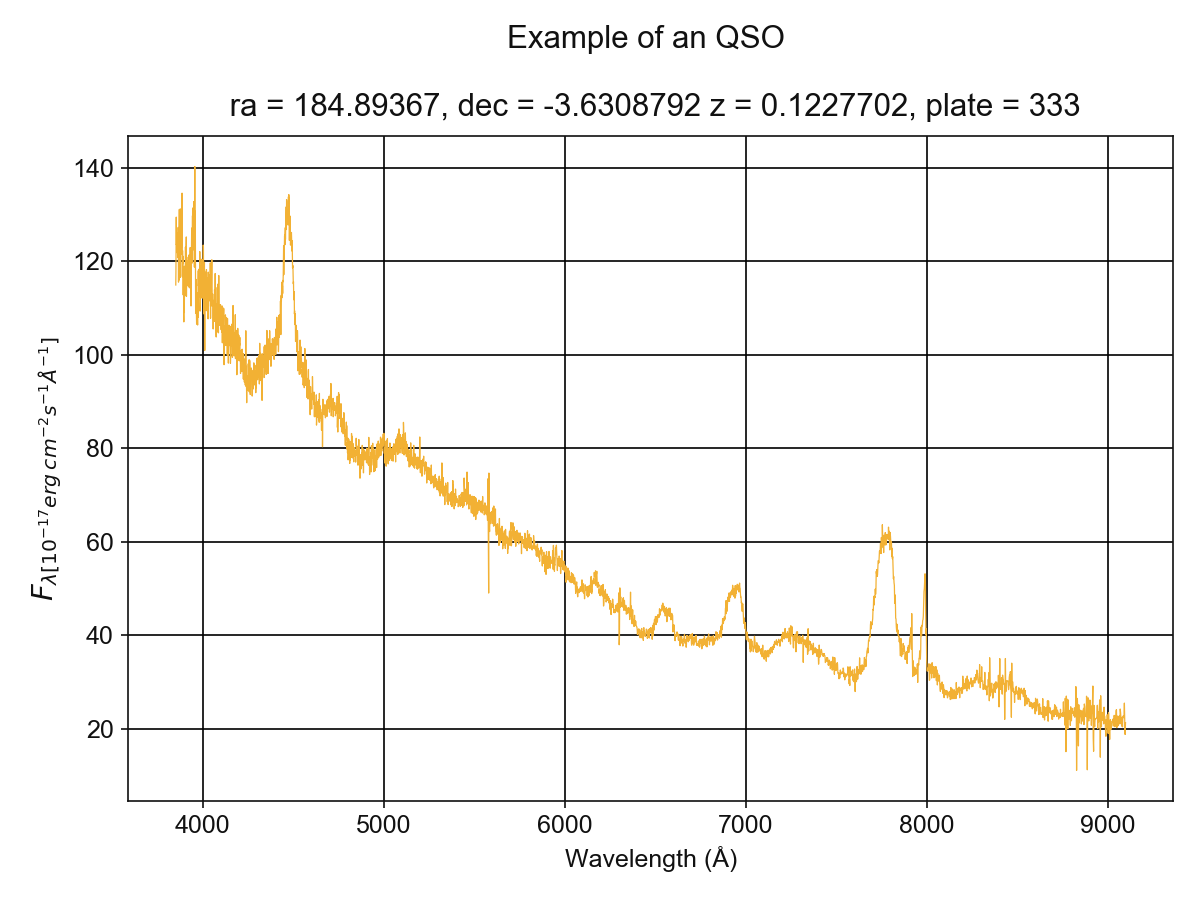 Example of an QSO
ra = 184.89367, dec = -3.6308792 z = 0.1227702, plate = 333
140
120
100
80
60
40
20
F_{λ[10^{-17} erg cm^{-2} s^{-1} Å^{-1}]}
4000 5000 6000 7000 8000 9000
Wavelength (Å)